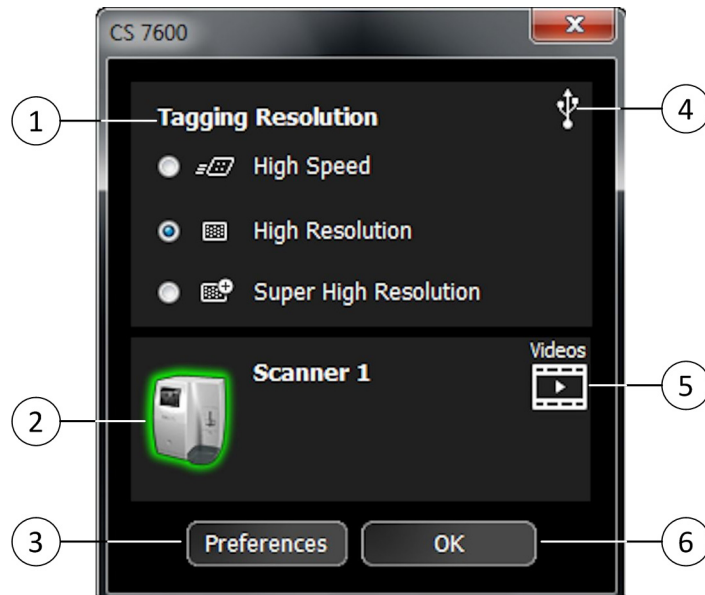 CS 7600
1
Tagging Resolution
4
High Speed
High Resolution
Super High Resolution
Videos
Scanner 1
5
2
3
Preferences
OK
6